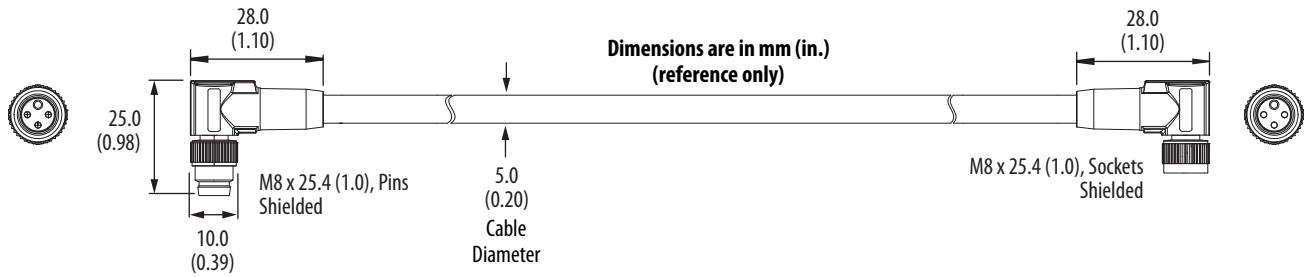 28.0
(1.10)
Dimensions are in mm (in.)
(reference only)
28.0
(1.10)
25.0
(0.98)
M8 x 25.4 (1.0), Pins
Shielded
10.0
(0.39)
5.0
(0.20)
Cable
Diameter
M8 x 25.4 (1.0), Sockets
Shielded